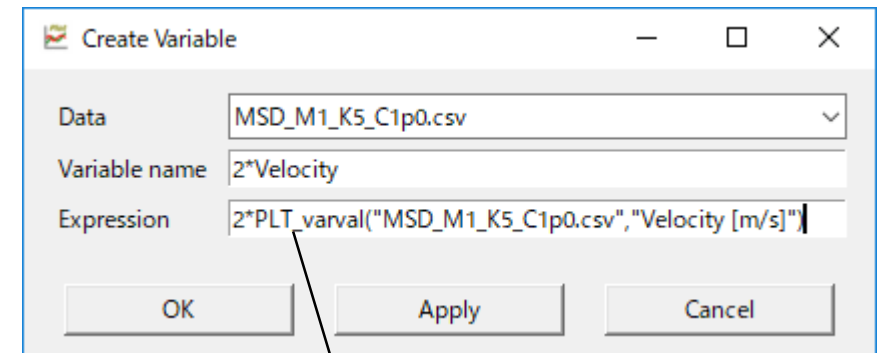 Create Variable
Data MSD_M1_K5_C1p0.csv
Variable name 2*Velocity
Expression 2*PLT_varval("MSD_M1_K5_C1p0.csv","Velocity [m/s]")
OK Apply Cancel